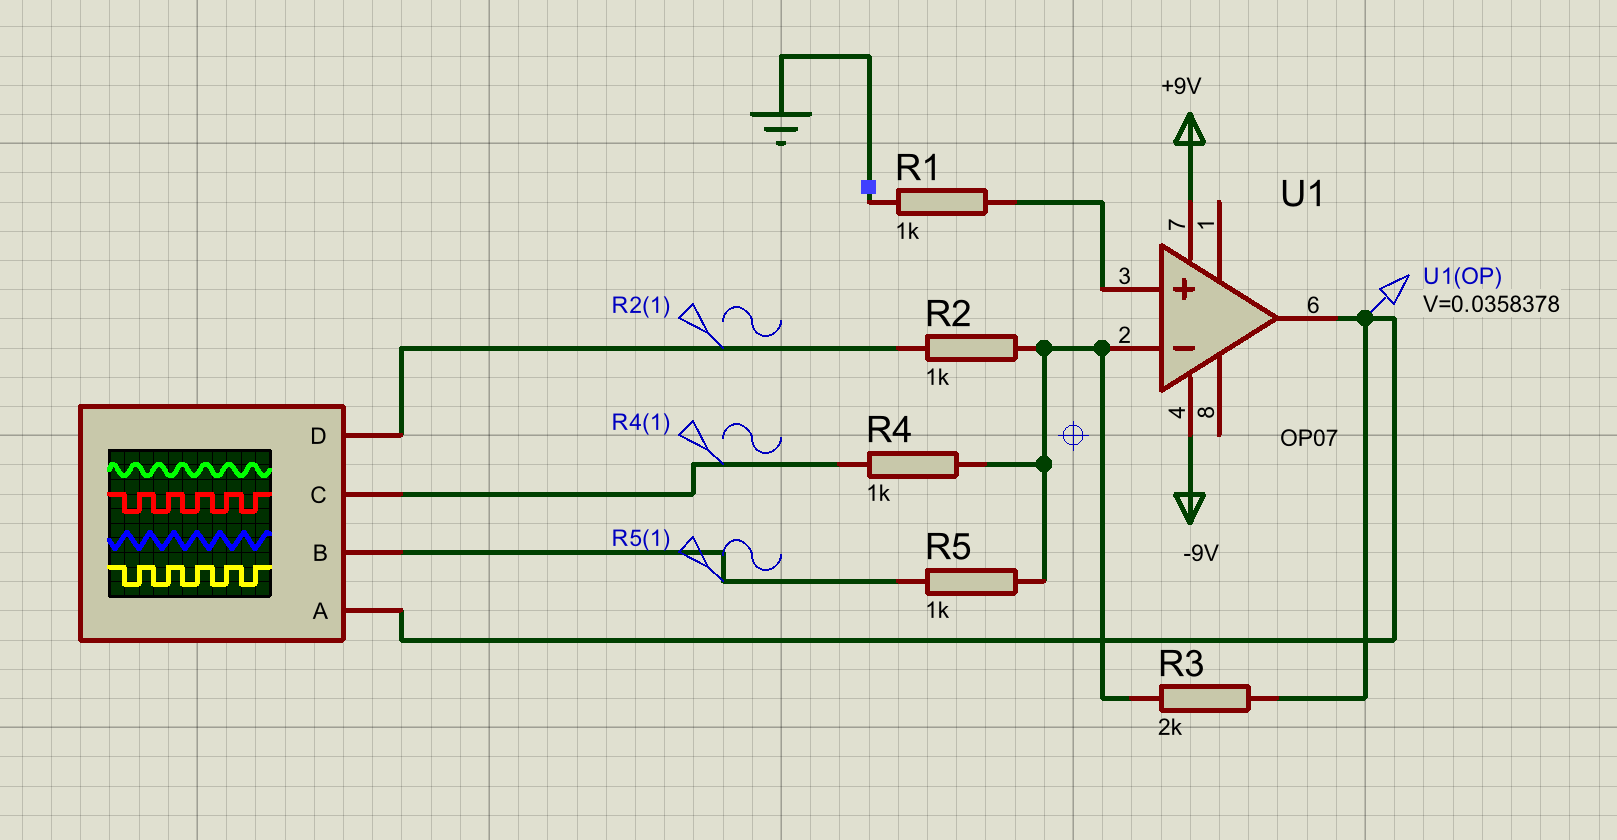 +9V
R1
1k
U1
7
1
3
6
U1(OP)
V=0.0358378
R2(1)
R2
1k
2
R4(1)
R4
1k
4
8
OP07
D
C
B
A
R5(1)
R5
1k
-9V
R3
2k